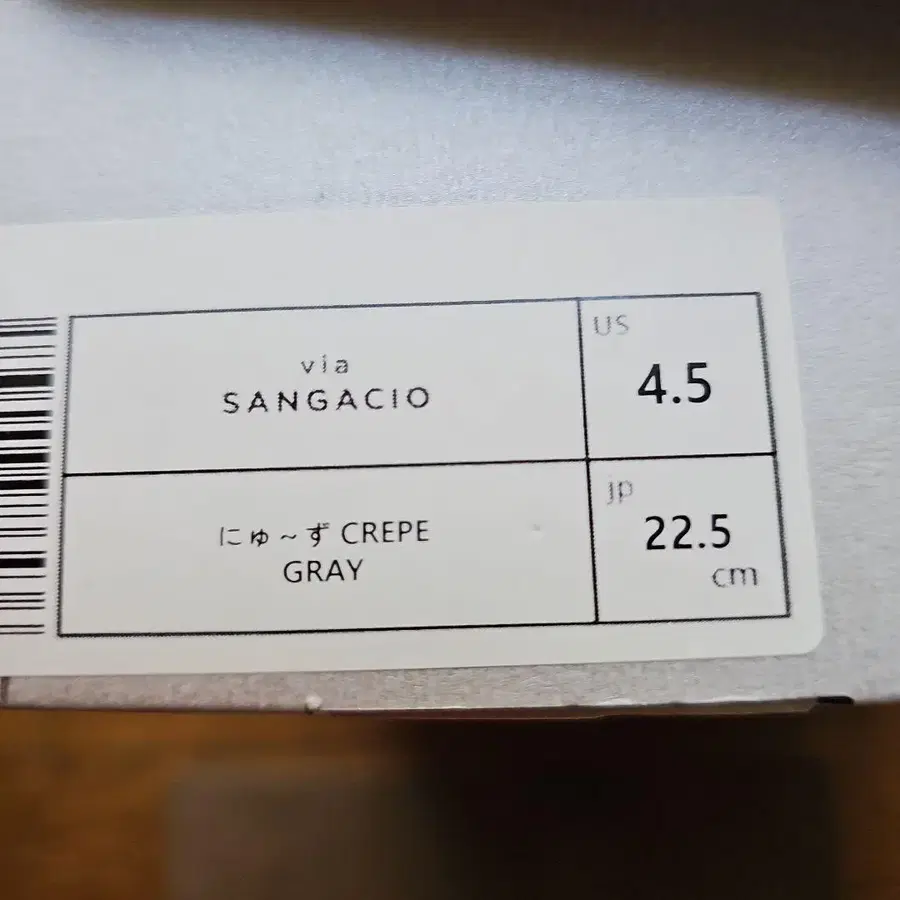 via
SANGACIO
US
4.5
にゅ～ず CREPE
GRAY
jp
22.5
cm